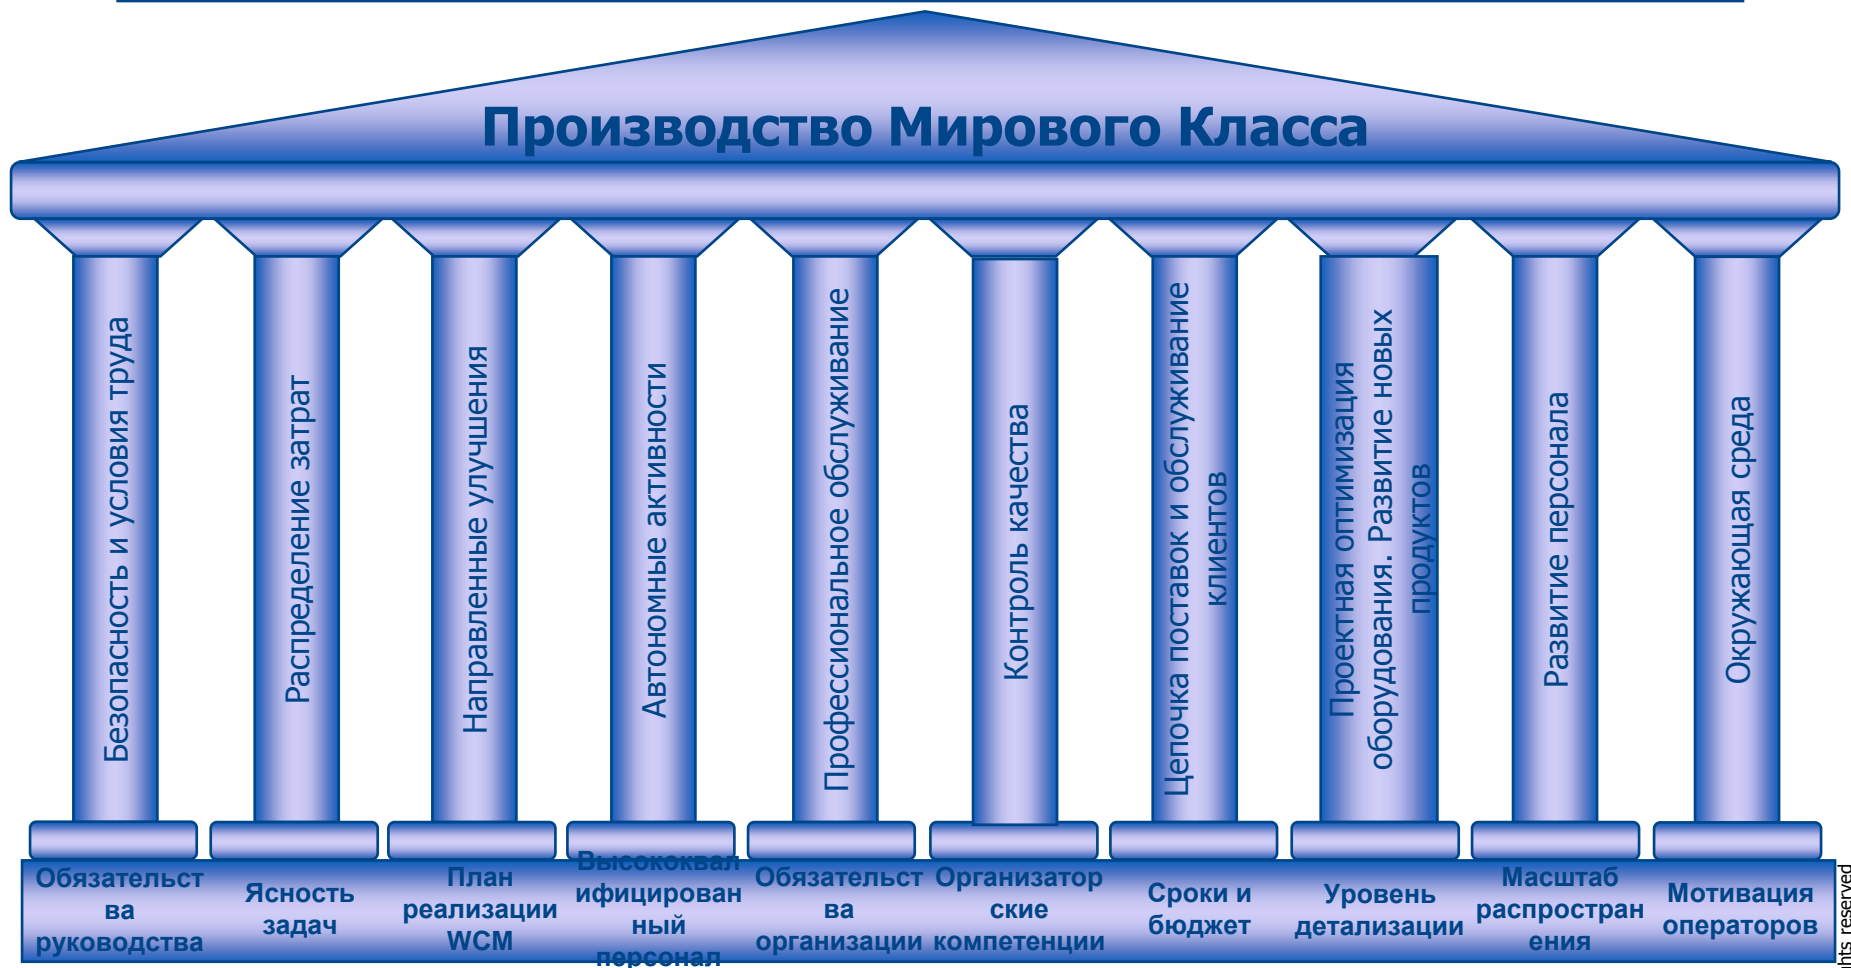 Производство Мирового Класса
Безопасность и условия труда
Распределение затрат
Направленные улучшения
Автономные активности
Профессиональное обслуживание
Контроль качества
Цепочка поставок и обслуживание
клиентов
Проектная оптимизация
оборудования. Развитие новых
продуктов
Развитие персонала
Окружающая среда
Обязательст
ва
руководства
Ясность
задач
План
реализации
WCM
Высококвал
ифицирован
ный
персонал
Обязательст
ва
организации
Организатор
ские
компетенции
Сроки и
бюджет
Уровень
детализации
Масштаб
распростран
ения
Мотивация
операторов
reserved